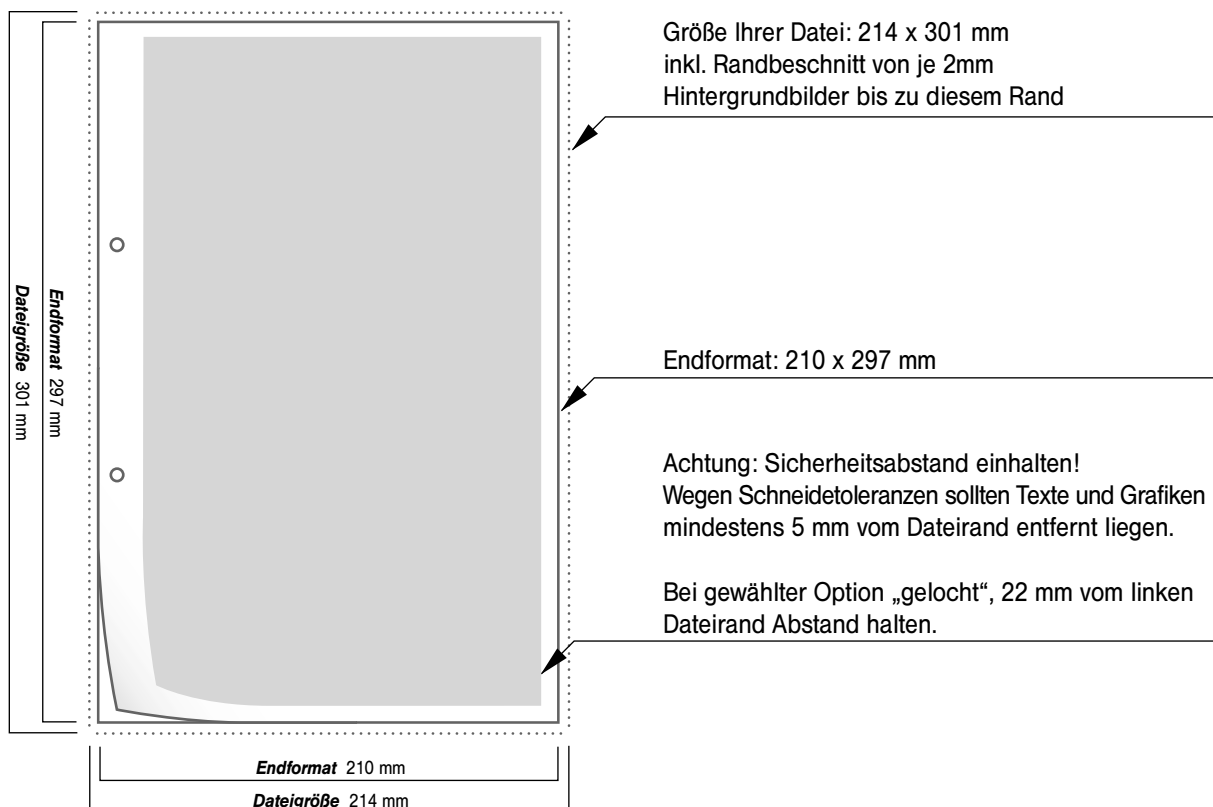 Größe Ihrer Datei: 214 x 301 mm
inkl. Randbeschnitt von je 2mm
Hintergrundbilder bis zu diesem Rand
Dateigröße 301 mm
Endformat 297 mm
Endformat: 210 x 297 mm
Achtung: Sicherheitsabstand einhalten!
Wegen Schneidetoleranzen sollten Texte und Grafiken
mindestens 5 mm vom Dateirand entfernt liegen.
Bei gewählter Option „gelocht“, 22 mm vom linken
Dateirand Abstand halten.
Endformat 210 mm
Dateigröße 214 mm